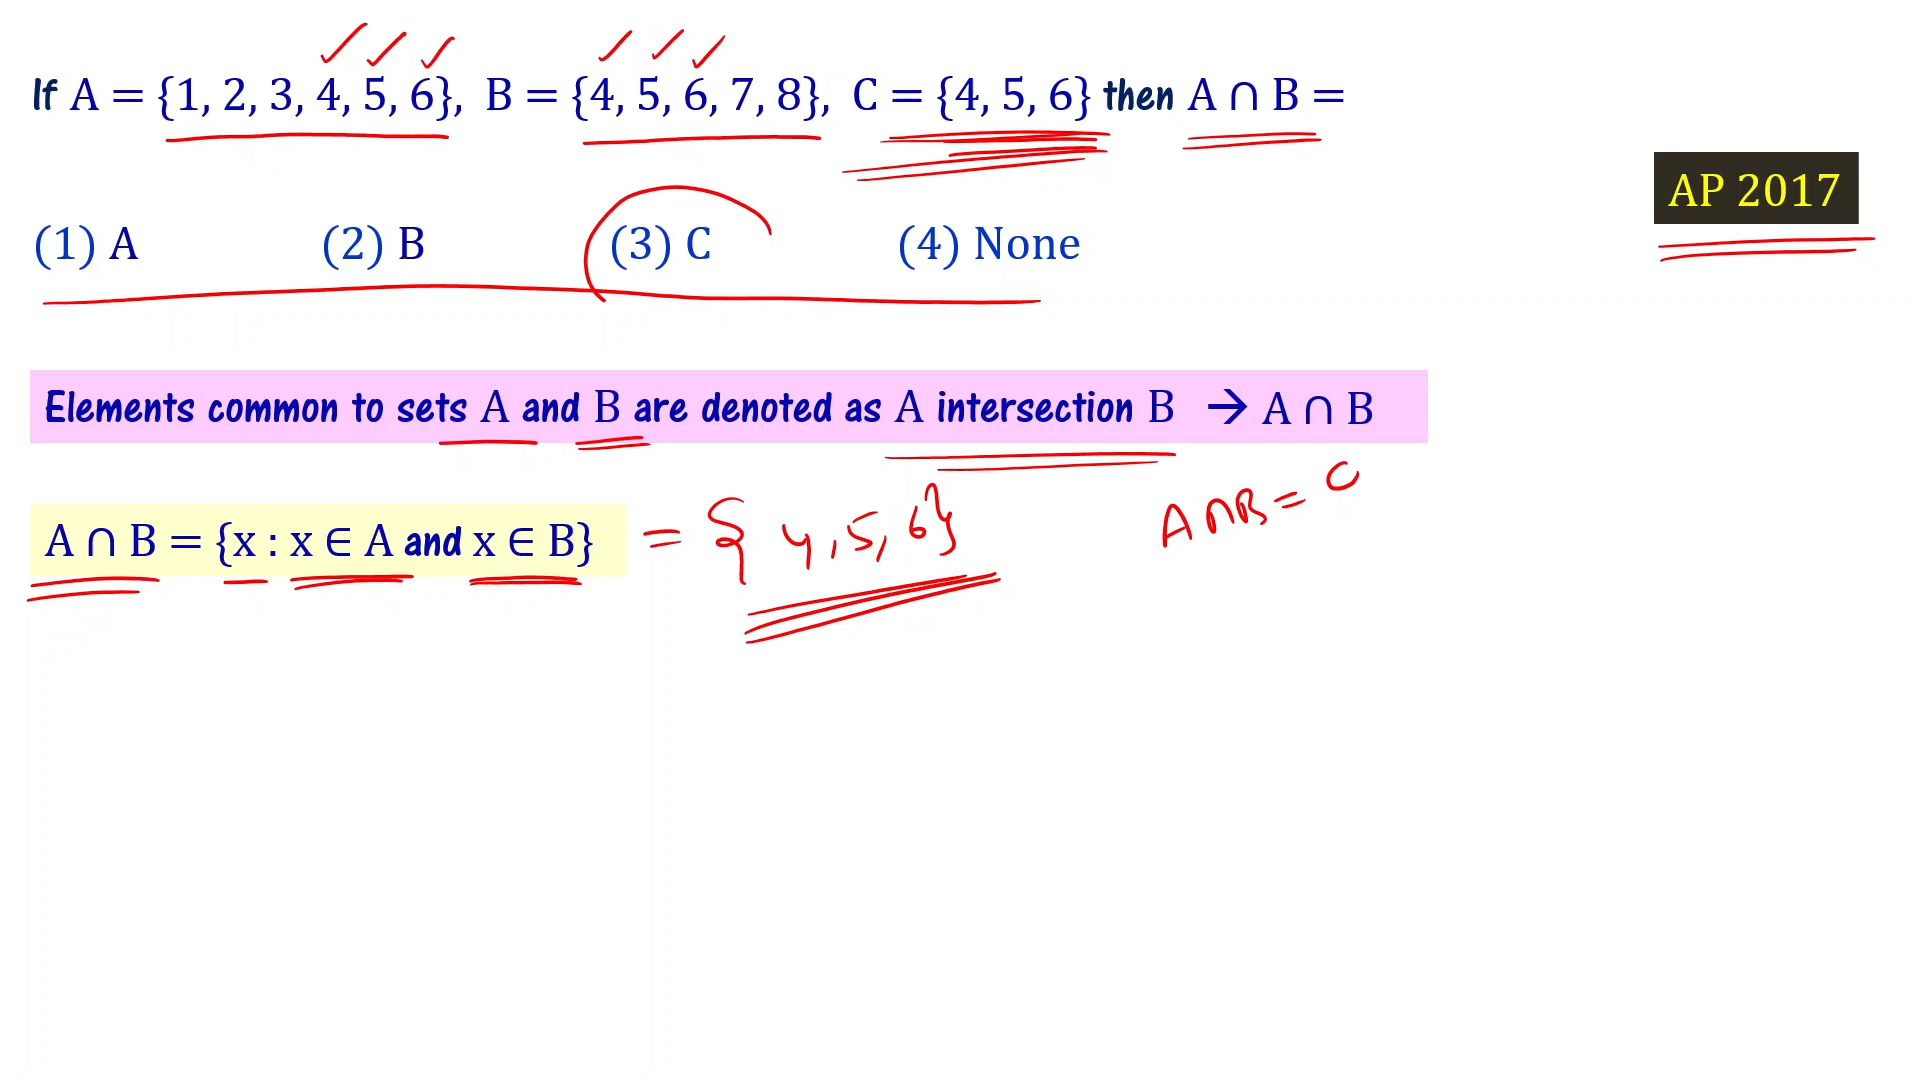 If A = {1, 2, 3, 4, 5, 6}, B = {4, 5, 6, 7, 8}, C = {4, 5, 6} then A ∩ B =
AP 2017
(1) A (2) B (3) C (4) None
Elements common to sets A and B are denoted as A intersection B → A ∩ B
A ∩ B = {x : x ∈ A and x ∈ B} = { 4, 5, 6}
A ∩ B = C